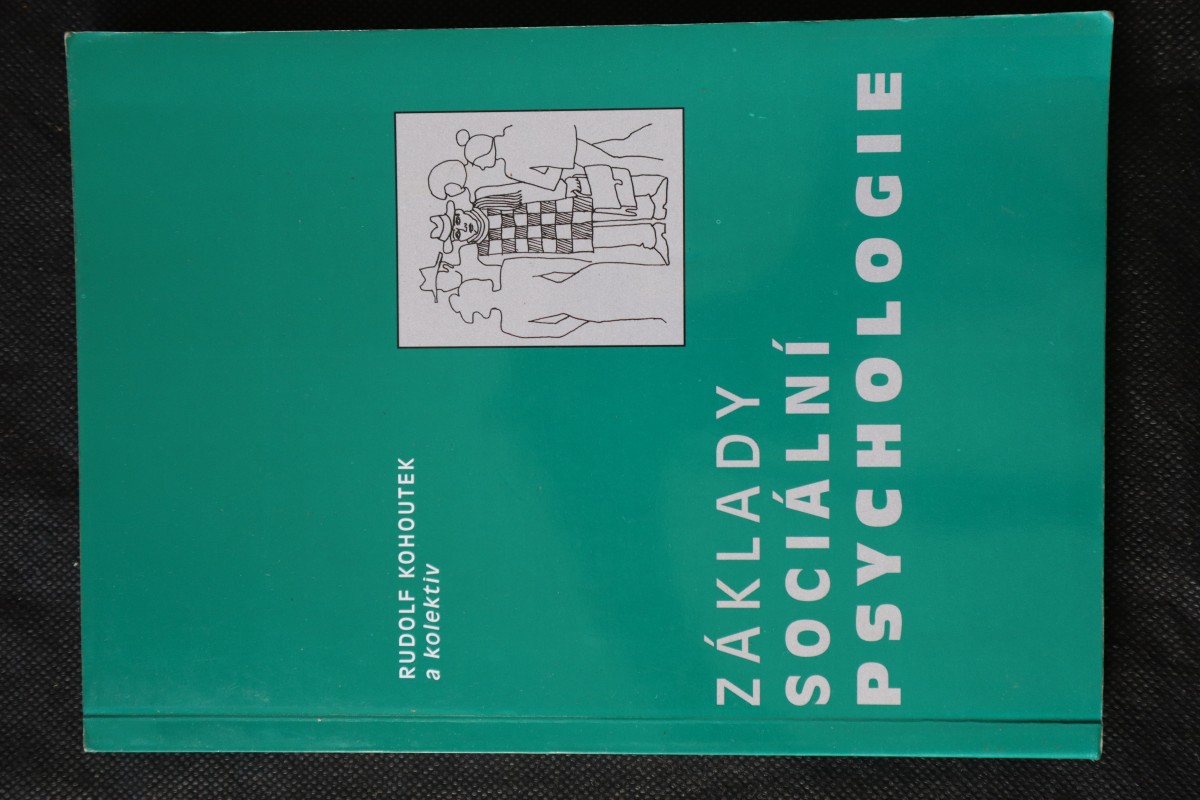 RUDOLF KOHOUTEK
a kolektiv
ZÁKLADY
SOCIÁLNÍ
PSYCHOLOGIE